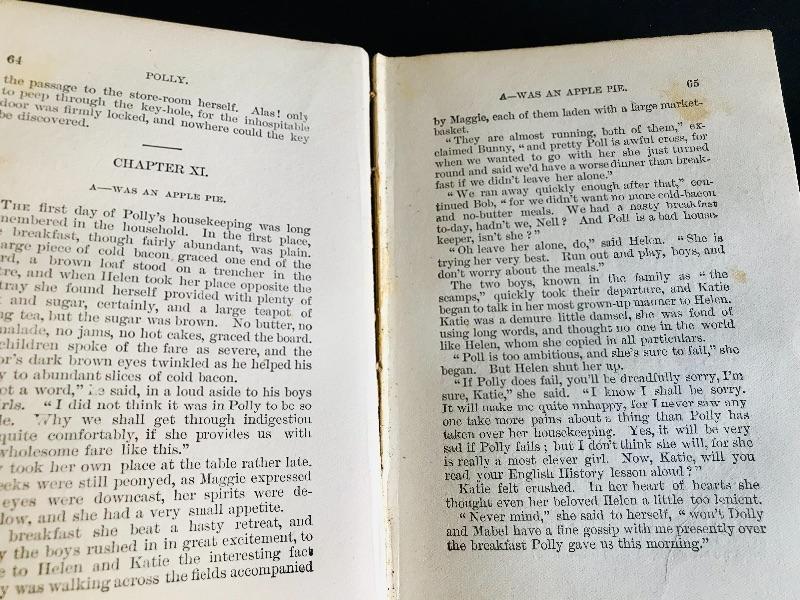 64
POLLY.
the passage to the store-room herself. Alas! only
to peep through the key-hole, for the inhospitable
door was firmly locked, and nowhere could the key
be discovered.
CHAPTER XI.
A—WAS AN APPLE PIE.
THE first day of Polly's housekeeping was long
membered in the household. In the first place,
breakfast, though fairly abundant, was plain.
arge piece of cold bacon graced one end of the
rd, a brown loaf stood on a trencher in the
tre, and when Helen took her place opposite the
tray she found herself provided with plenty of
and sugar, certainly, and a large teapot of
ng tea, but the sugar was brown. No butter, no
malade, no jams, no hot cakes, graced the board.
children spoke of the fare as severe, and the
or's dark brown eyes twinkled as he helped his
y to abundant slices of cold bacon.
ot a word," he said, in a loud aside to his boys
irls. "I did not think it was in Polly to be so
le. Why we shall get through indigestion
quite comfortably, if she provides us with
wholesome fare like this."
y took her own place at the table rather late.
eeks were still peonyed, as Maggie expressed
eyes were downcast, her spirits were de-
low, and she had a very small appetite.
breakfast she beat a hasty retreat, and
y the boys rushed in in great excitement, to
e to Helen and Katie the interesting fact
y was walking across the fields accompanied
A—WAS AN APPLE PIE.
65
by Maggie, each of them laden with a large market-
basket.
"They are almost running, both of them," ex-
claimed Bunny, "and pretty Poll is awful cross, for
when we wanted to go with her she just turned
round and said we'd have a worse dinner than break-
fast if we didn't leave her alone."
"We ran away quickly enough after that," con-
tinued Bob, "for we didn't want no more cold-bacon
and no-butter meals. We had a nasty breakfast
to-day, hadn't we, Nell? And Poll is a bad house-
keeper, isn't she?"
"Oh leave her alone, do," said Helen. "She is
trying her very best. Run out and play, boys, and
don't worry about the meals."
The two boys, known in the family as "the
scamps," quickly took their departure, and Katie
began to talk in her most grown-up manner to Helen.
Katie was a demure little damsel, she was fond of
using long words, and thought no one in the world
like Helen, whom she copied in all particulars.
"Poll is too ambitious, and she's sure to fail," she
began. But Helen shut her up.
"If Polly does fail, you'll be dreadfully sorry, I'm
sure, Katie," she said. "I know I shall be sorry.
It will make me quite unhappy, for I never saw any
one take more pains about a thing than Polly has
taken over her housekeeping. Yes, it will be very
sad if Polly fails; but I don't think she will, for she
is really a most clever girl. Now, Katie, will you
read your English History lesson aloud?"
Katie felt crushed. In her heart of hearts she
thought even her beloved Helen a little too lenient.
"Never mind," she said to herself, "won't Dolly
and Mabel have a fine gossip with me presently over
the breakfast Polly gave us this morning."